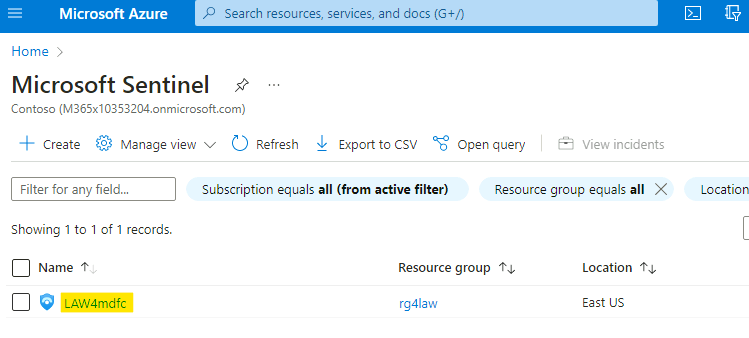 Microsoft Azure Search resources, services, and docs (G+/)
Home
Microsoft Sentinel ...
Contoso (M365x10353204.onmicrosoft.com)
Create Manage view Refresh Export to CSV Open query View incidents
Filter for any field... Subscription equals all (from active filter) Resource group equals all Location
Showing 1 to 1 of 1 records.
Name Resource group Location
LAW4mdfc rg4law East US